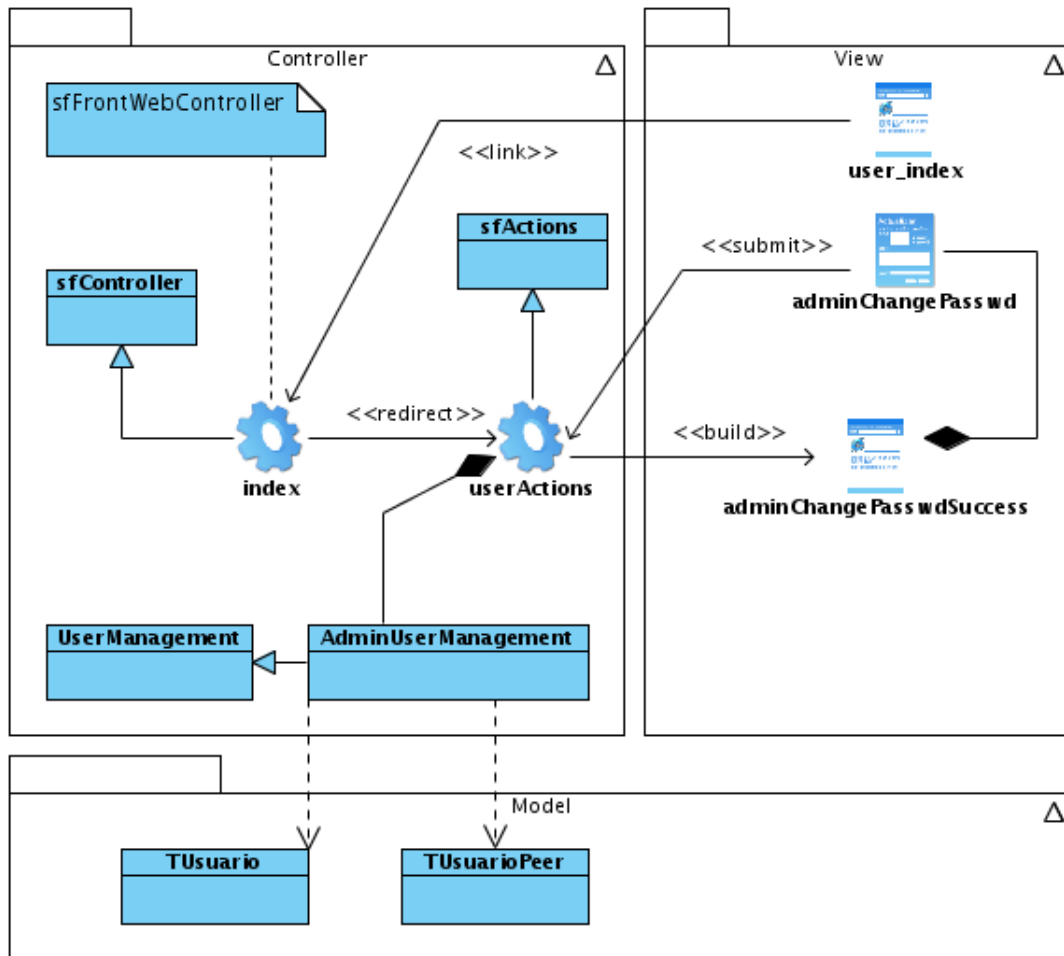 Controller
View
sfFrontWebController
<<link>>
user_index
sfActions
<<submit>>
sfController
adminChangePasswd
<<redirect>>
<<build>>
index
userActions
adminChangePasswdSuccess
UserManagement
AdminUserManagement
Model
TUsuario
TUsuarioPeer